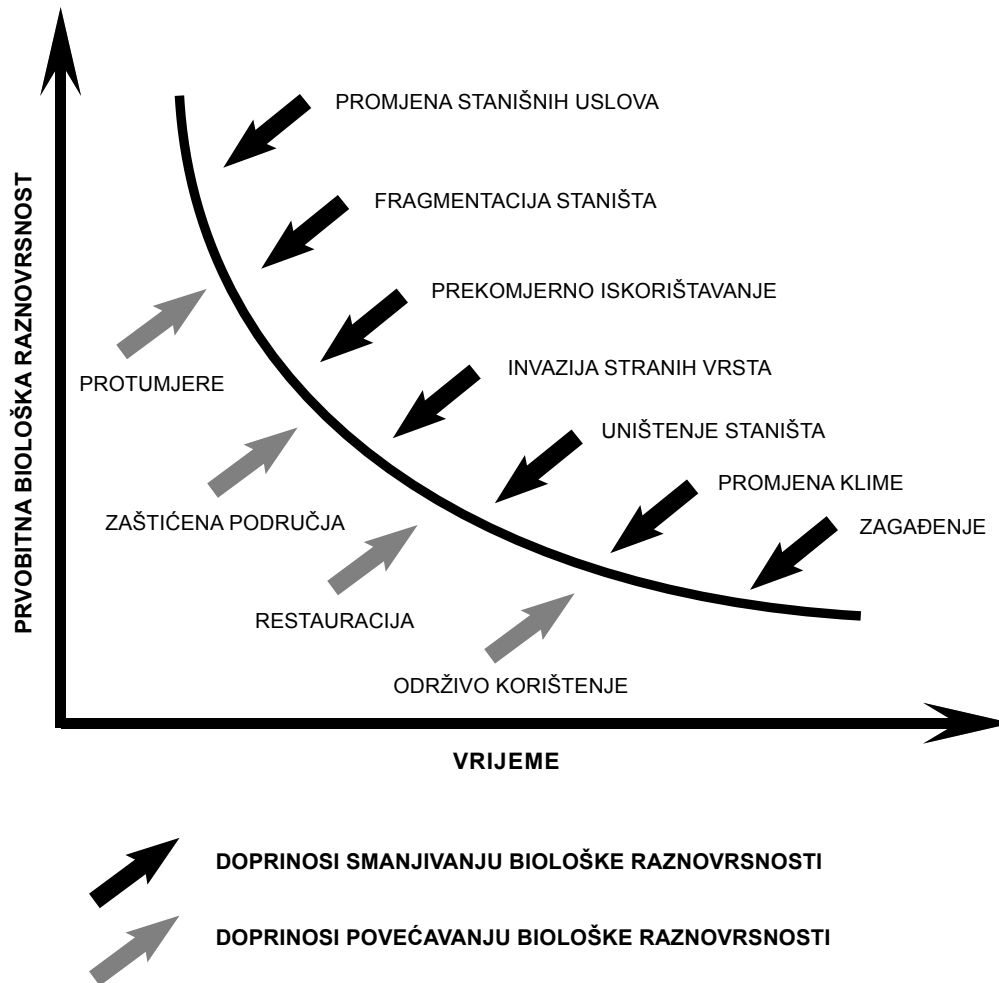 PRVOBITNA BIOLOŠKA RAZNOVRSNOST
PROMJENA STANIŠNIH USLOVA
FRAGMENTACIJA STANIŠTA
PREKOMJERNO ISKORIŠTAVANJE
INVAZIJA STRANIH VRSTA
UNIŠTENJE STANIŠTA
PROMJENA KLIME
ZAGAĐENJE
PROTUMJERE
ZAŠTIĆENA PODRUČJA
RESTAURACIJA
ODRŽIVO KORIŠTENJE
VRIJEME
DOPRINOSI SMANJIVANJU BIOLOŠKE RAZNOVRSNOSTI
DOPRINOSI POVEĆAVANJU BIOLOŠKE RAZNOVRSNOSTI